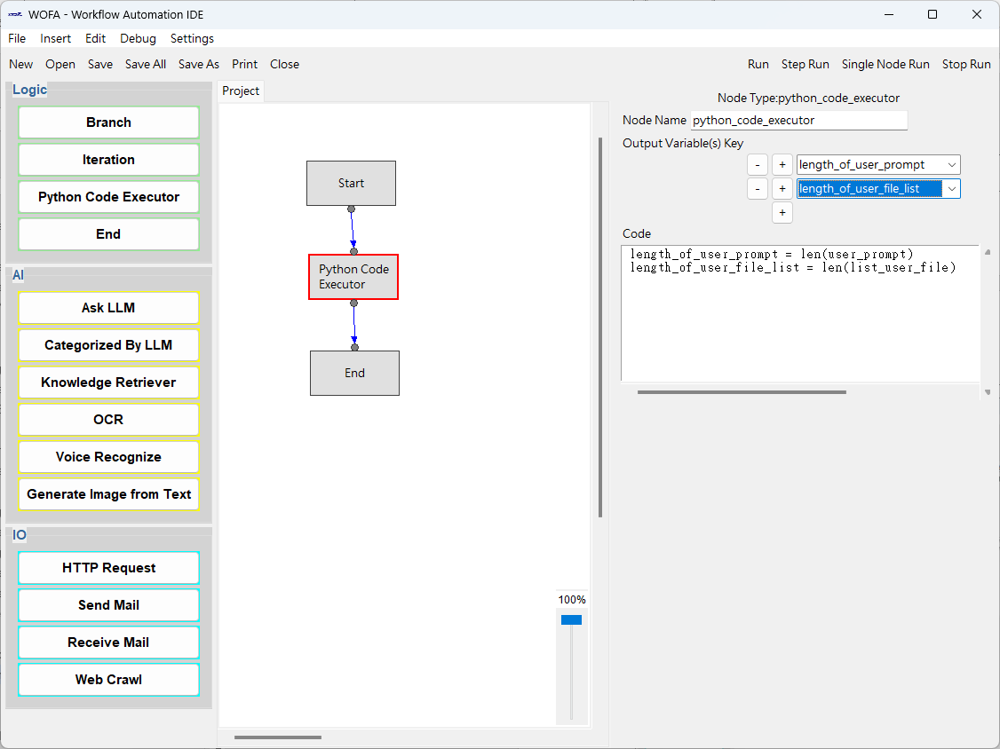 WOFA - Workflow Automation IDE
File Insert Edit Debug Settings
New Open Save Save All Save As Print Close Run Step Run Single Node Run Stop Run
Logic
Branch
Iteration
Python Code Executor
End
AI
Ask LLM
Categorized By LLM
Knowledge Retriever
OCR
Voice Recognize
Generate Image from Text
IO
HTTP Request
Send Mail
Receive Mail
Web Crawl
Project
Start
Python Code
Executor
End
100%
Node Type:python_code_executor
Node Name python_code_executor
Output Variable(s) Key
- + length_of_user_prompt
- + length_of_user_file_list
+
Code
length_of_user_prompt = len(user_prompt)
length_of_user_file_list = len(list_user_file)